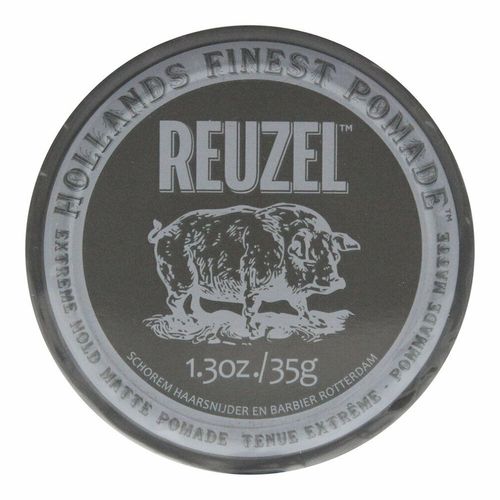 HOLLANDS FINEST POMADE™
REUZEL™
1.3oz./35g
SCHOREM HAARSNIJDER EN BARBIER ROTTERDAM
EXTREME HOLD MATTE POMADE TENUE EXTRÊME · POMMADE MATTE